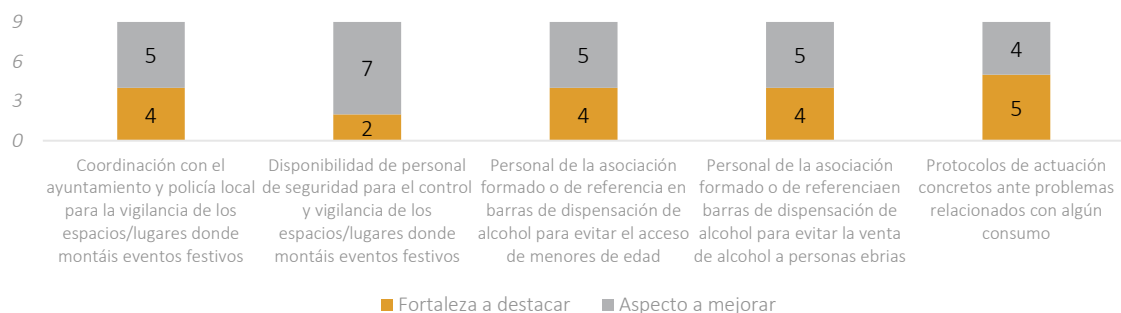 9
6
3
0
5
4
7
2
5
4
5
4
4
5
Coordinación con el
ayuntamiento y policía local
para la vigilancia de los
espacios/lugares donde
montáis eventos festivos
Disponibilidad de personal
de seguridad para el control
y vigilancia de los
espacios/lugares donde
montáis eventos festivos
Personal de la asociación
formado o de referencia en
barras de dispensación de
alcohol para evitar el acceso
de menores de edad
Personal de la asociación
formado o de referenciaen
barras de dispensación de
alcohol para evitar la venta
de alcohol a personas ebrias
Protocolos de actuación
concretos ante problemas
relacionados con algún
consumo
Fortaleza a destacar
Aspecto a mejorar